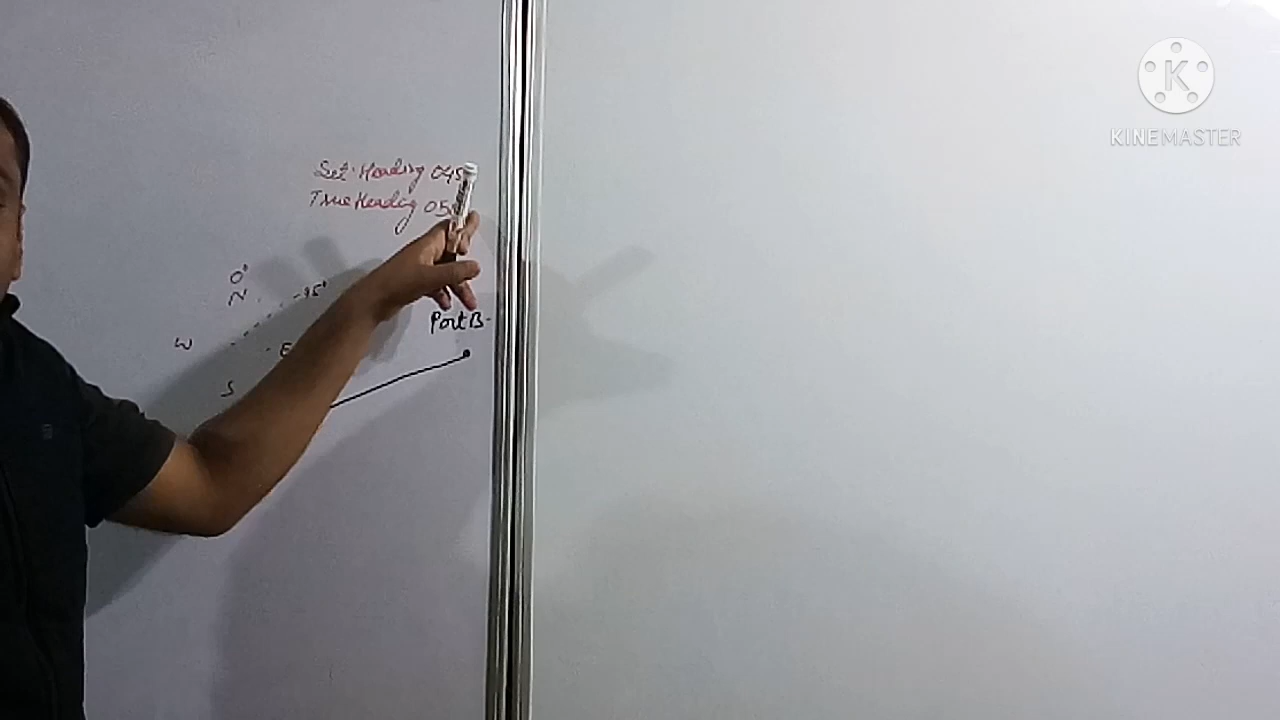 Set Heading 045
True Heading 05
0°
N
45°
W
E
S
Port B
K
KINEMASTER